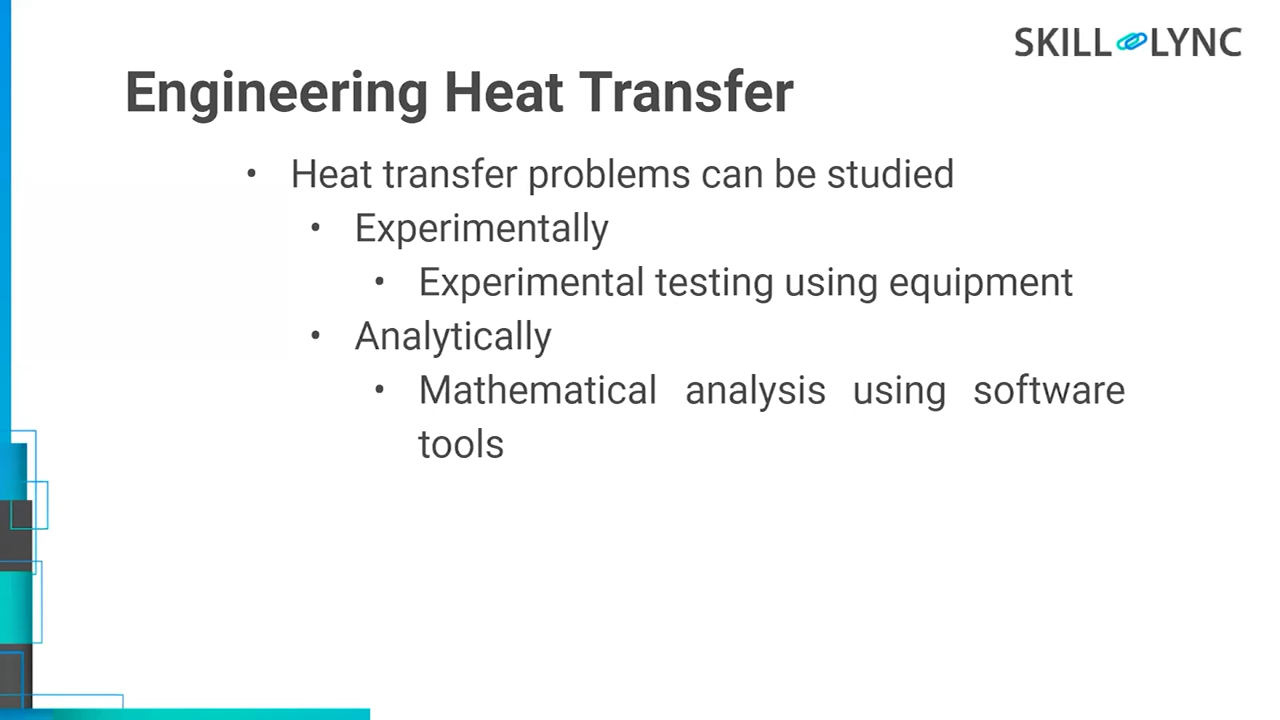 SKILL LYNC
Engineering Heat Transfer
• Heat transfer problems can be studied
• Experimentally
• Experimental testing using equipment
• Analytically
• Mathematical analysis using software
tools